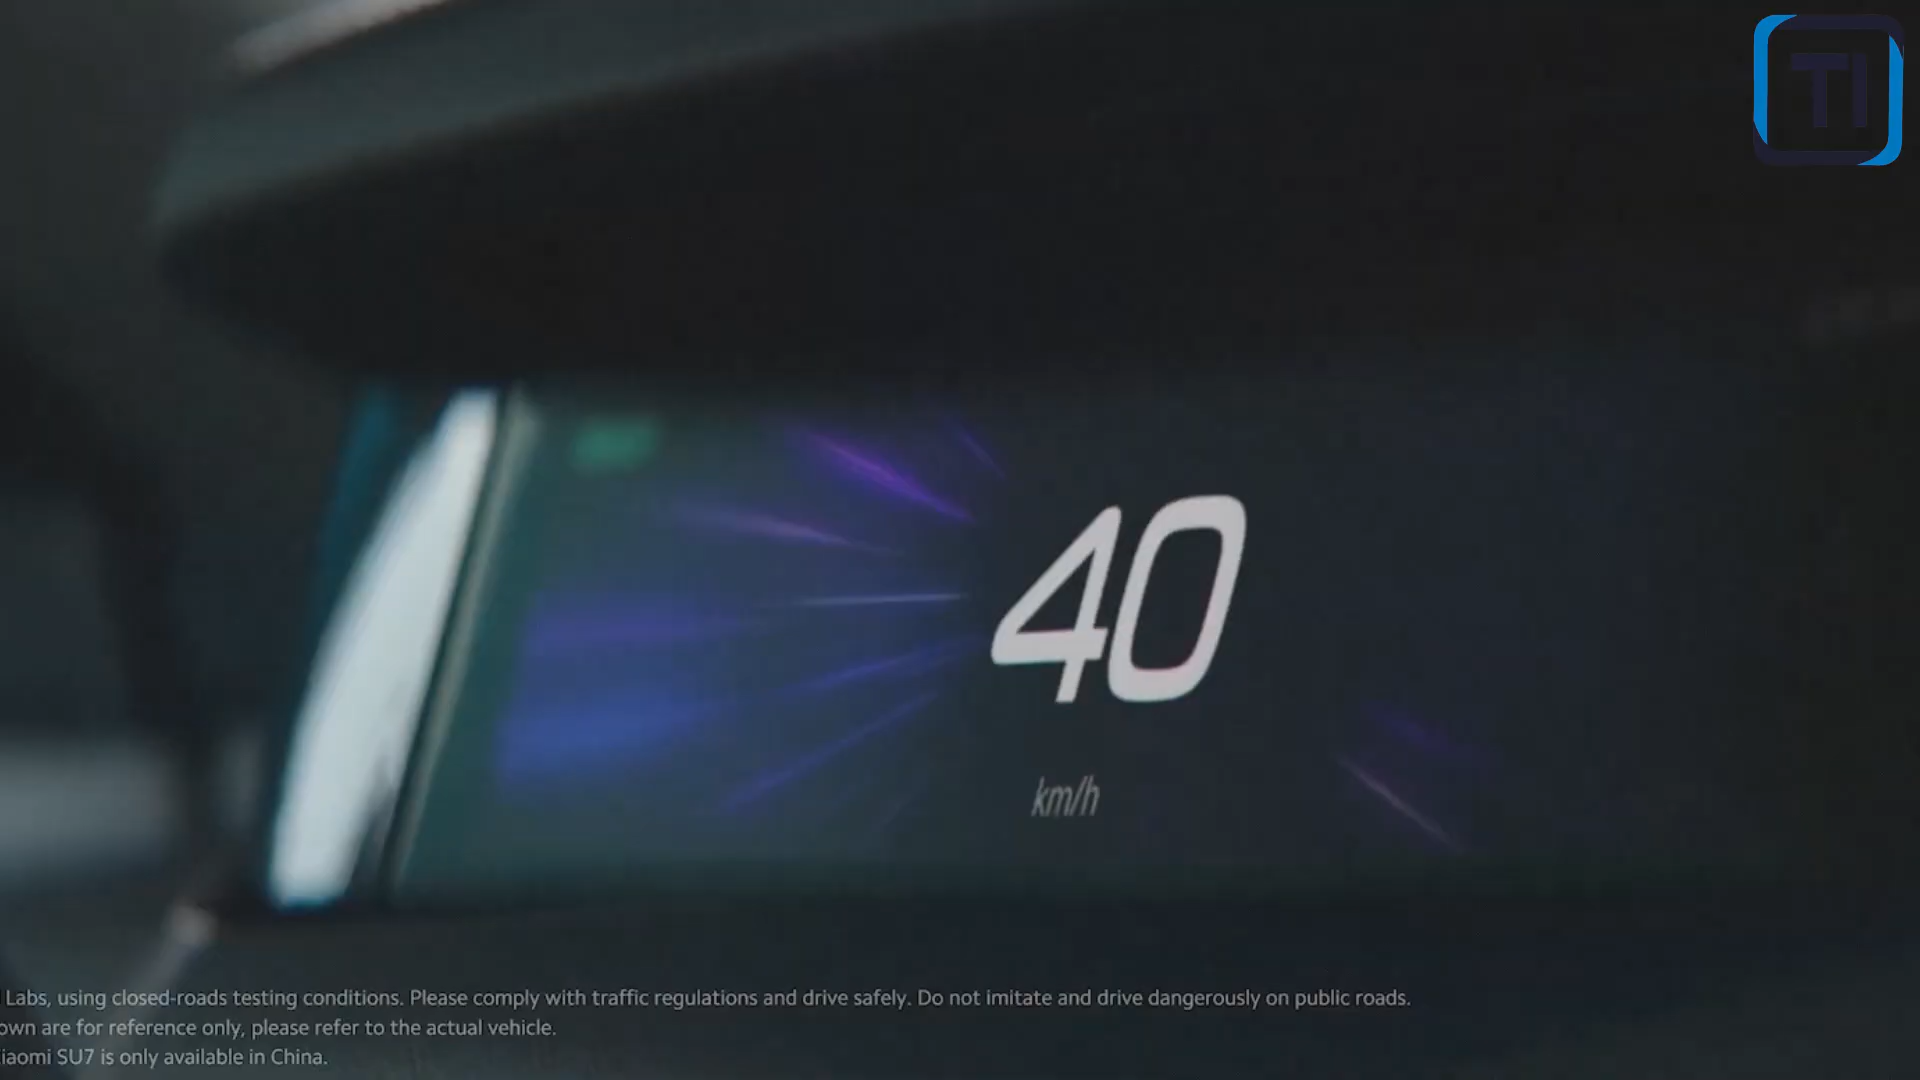 TI
40
km/h
Labs, using closed-roads testing conditions. Please comply with traffic regulations and drive safely. Do not imitate and drive dangerously on public roads.
own are for reference only, please refer to the actual vehicle.
iaomi SU7 is only available in China.